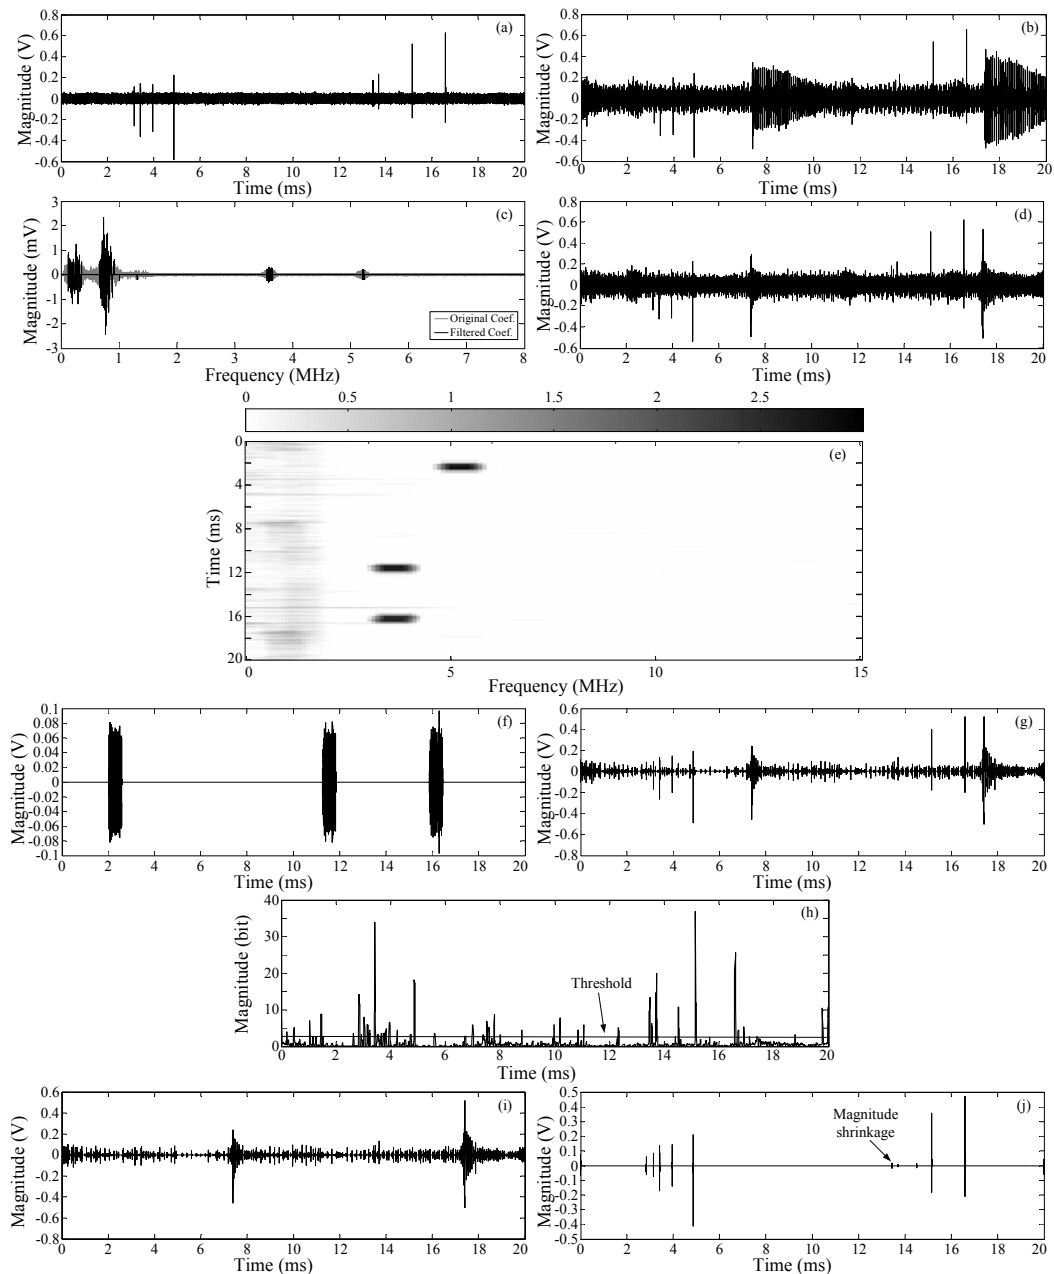 (a)
Magnitude (V)
0.8
0.6
0.4
0.2
0
-0.2
-0.4
-0.6
0 2 4 6 8 10 12 14 16 18 20
Time (ms)
(b)
Magnitude (V)
0.8
0.6
0.4
0.2
0
-0.2
-0.4
-0.6
0 2 4 6 8 10 12 14 16 18 20
Time (ms)
(c)
Magnitude (mV)
3
2
1
0
-1
-2
-3
Original Coef.
Filtered Coef.
0 1 2 3 4 5 6 7 8
Frequency (MHz)
(d)
Magnitude (V)
0.8
0.6
0.4
0.2
0
-0.2
-0.4
-0.6
0 2 4 6 8 10 12 14 16 18 20
Time (ms)
0 0.5 1 1.5 2 2.5
(e)
Time (ms)
0
4
8
12
16
20
0 5 10 15
Frequency (MHz)
(f)
Magnitude (V)
0.1
0.08
0.06
0.04
0.02
0
-0.02
-0.04
-0.06
-0.08
-0.1
0 2 4 6 8 10 12 14 16 18 20
Time (ms)
(g)
Magnitude (V)
0.6
0.4
0.2
0
-0.2
-0.4
-0.6
-0.8
0 2 4 6 8 10 12 14 16 18 20
Time (ms)
(h)
Magnitude (bit)
40
30
20
10
0
Threshold
0 2 4 6 8 10 12 14 16 18 20
Time (ms)
(i)
Magnitude (V)
0.6
0.4
0.2
0
-0.2
-0.4
-0.6
-0.8
0 2 4 6 8 10 12 14 16 18 20
Time (ms)
(j)
Magnitude (V)
0.5
0.4
0.3
0.2
0.1
0
-0.1
-0.2
-0.3
-0.4
-0.5
Magnitude
shrinkage
0 2 4 6 8 10 12 14 16 18 20
Time (ms)